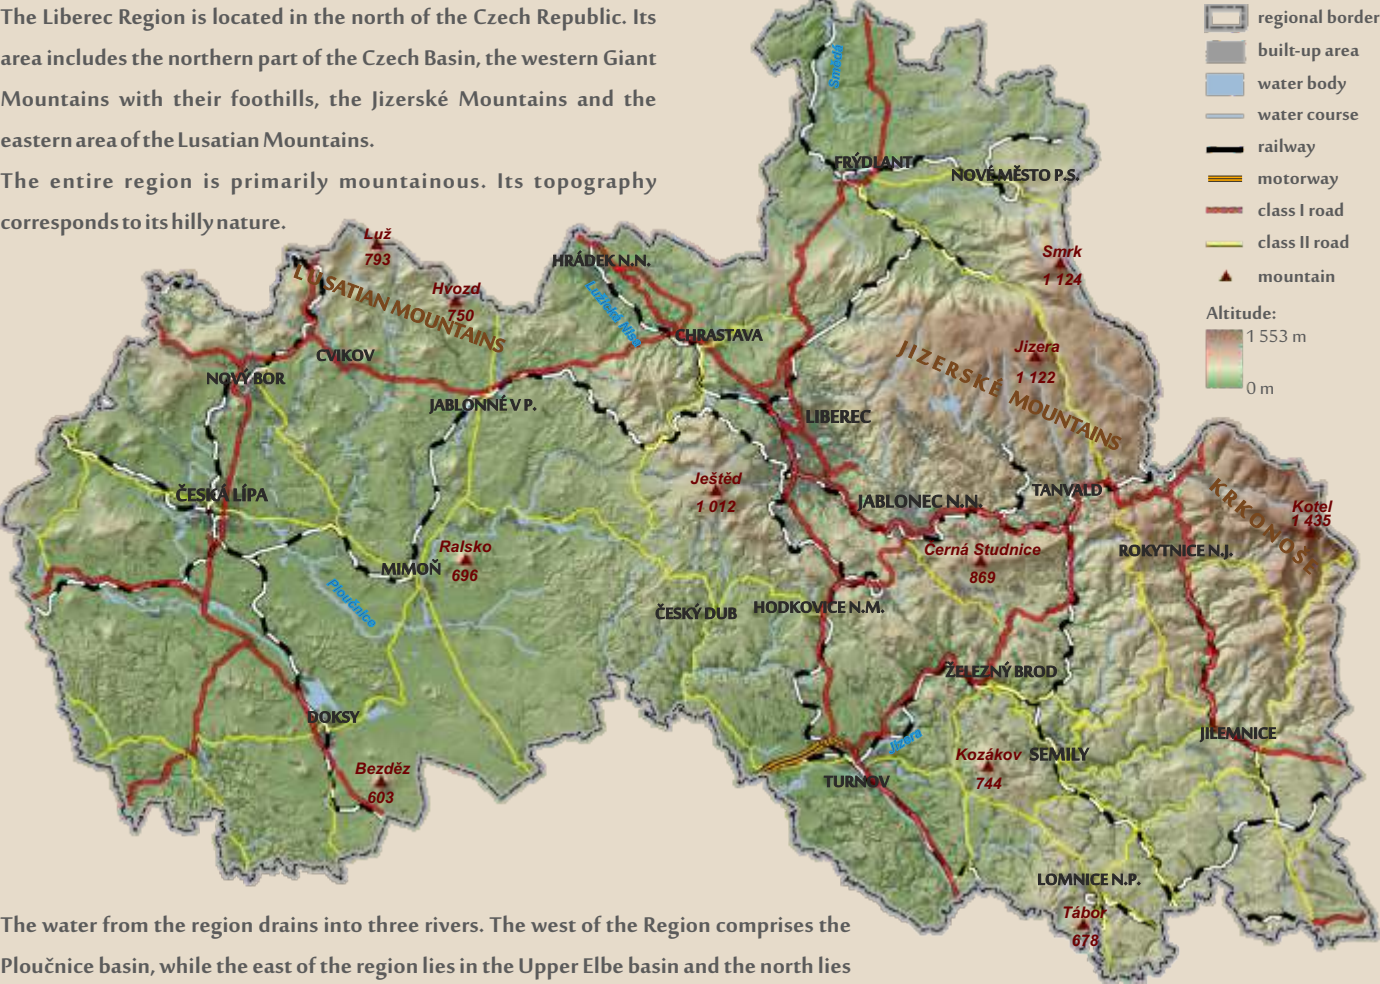 The Liberec Region is located in the north of the Czech Republic. Its
area includes the northern part of the Czech Basin, the western Giant
Mountains with their foothills, the Jizerské Mountains and the
eastern area of the Lusatian Mountains.
The entire region is primarily mountainous. Its topography
corresponds to its hilly nature.
regional border
built-up area
water body
water course
railway
motorway
class I road
class II road
mountain
Altitude:
1 553 m
0 m
Smědá
FRÝDLANT
NOVÉ MĚSTO P.S.
Luž
793
HRÁDEK N.N.
Smrk
1 124
LUSATIAN MOUNTAINS
Hvozd
750
Lužická Nisa
CHRASTAVA
CVIKOV
NOVÝ BOR
JIZERSKÉ MOUNTAINS
Jizera
1 122
JABLONNÉ V P.
LIBEREC
Ještěd
1 012
ČESKÁ LÍPA
JABLONEC N.N.
TANVALD
KRKONOŠE
Kotel
1 435
Ralsko
696
MIMOŇ
Černá Studnice
869
ROKYTNICE N.J.
Ploučnice
ČESKÝ DUB
HODKOVICE N.M.
ŽELEZNÝ BROD
DOKSY
Jizera
JILEMNICE
Bezděz
603
TURNOV
Kozákov
744
SEMILY
LOMNICE N.P.
Tábor
678
The water from the region drains into three rivers. The west of the Region comprises the
Ploučnice basin, while the east of the region lies in the Upper Elbe basin and the north lies